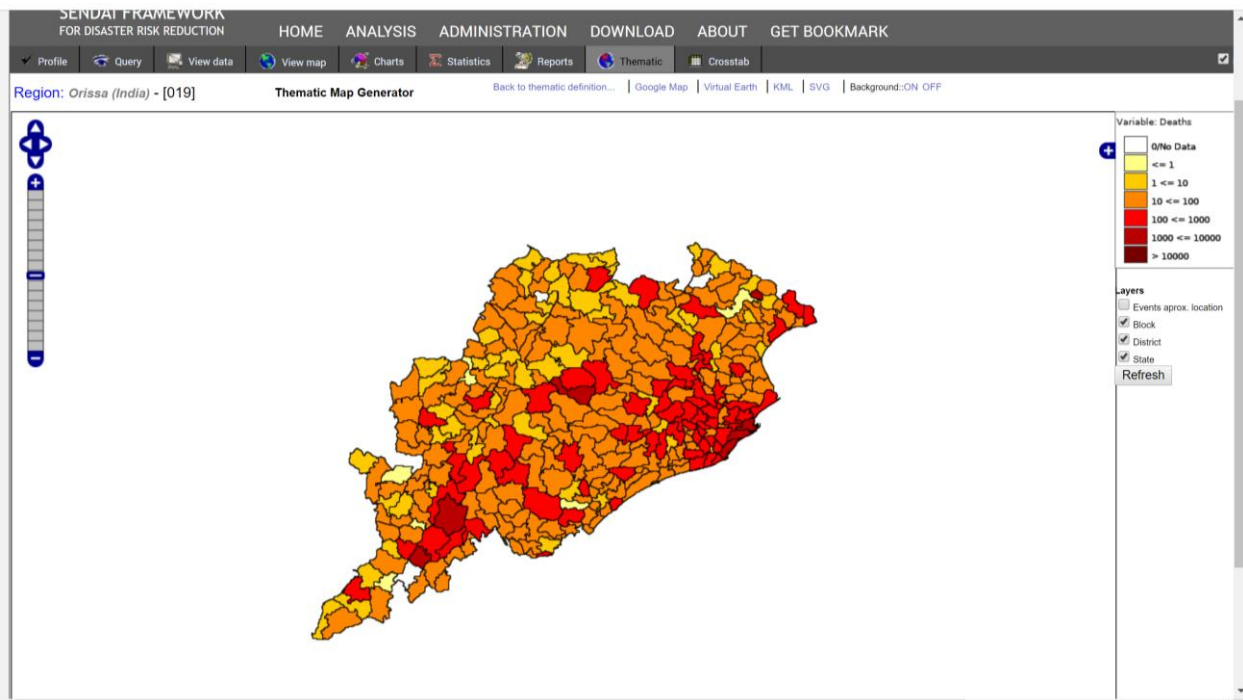 SENDAI FRAMEWORK
FOR DISASTER RISK REDUCTION
HOME ANALYSIS ADMINISTRATION DOWNLOAD ABOUT GET BOOKMARK
Profile Query View data View map Charts Statistics Reports Thematic Crosstab
Region: Orissa (India) - [019] Thematic Map Generator Back to thematic definition... Google Map Virtual Earth KML SVG Background::ON OFF
Variable: Deaths
0/No Data
<= 1
1 <= 10
10 <= 100
100 <= 1000
1000 <= 10000
> 10000
Layers
Events aprox. location
Block
District
State
Refresh